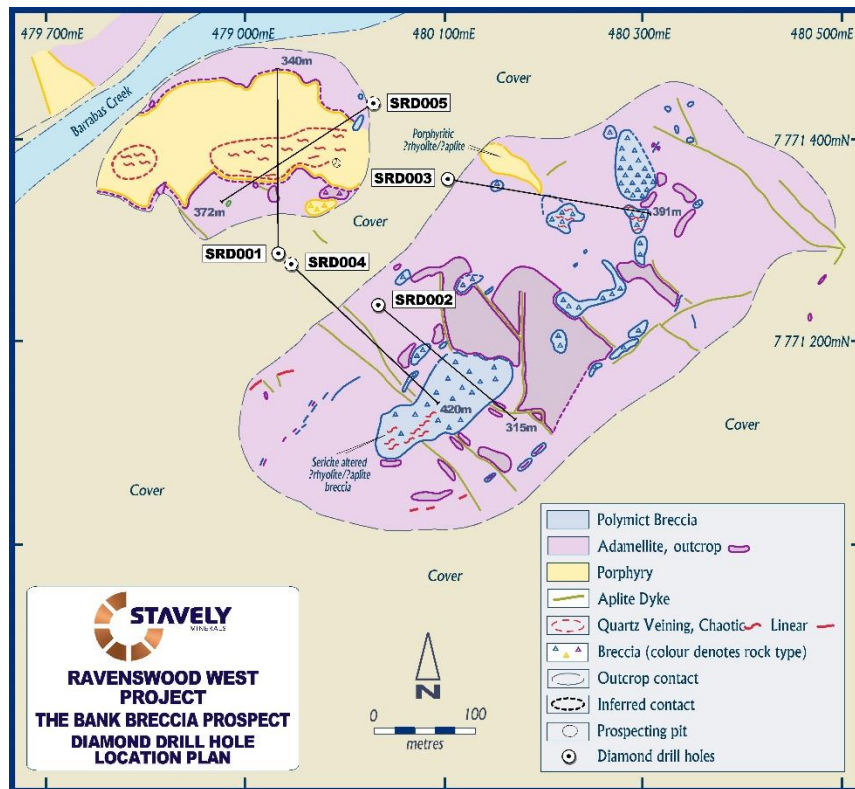 479 700mE
479 000mE
480 100mE
480 300mE
480 500mE
340m
Cover
SRD005
Barrabas Creek
Porphyritic
?rhyolite/?aplite
7 771 400mN
SRD003
372m
391m
Cover
SRD001
SRD004
SRD002
7 771 200mN
420m
315m
Seriche altered
?rhyolite/?aplite
breccia
Cover
Cover
Cover
Polymict Breccia
Adamellite, outcrop
Porphyry
Aplite Dyke
Quartz Veining, Chaotic Linear
Breccia (colour denotes rock type)
Outcrop contact
Inferred contact
Prospecting pit
Diamond drill holes
STAVELY
MINERALS
RAVENSWOOD WEST
PROJECT
THE BANK BRECCIA PROSPECT
DIAMOND DRILL HOLE
LOCATION PLAN
N
0 100
metres